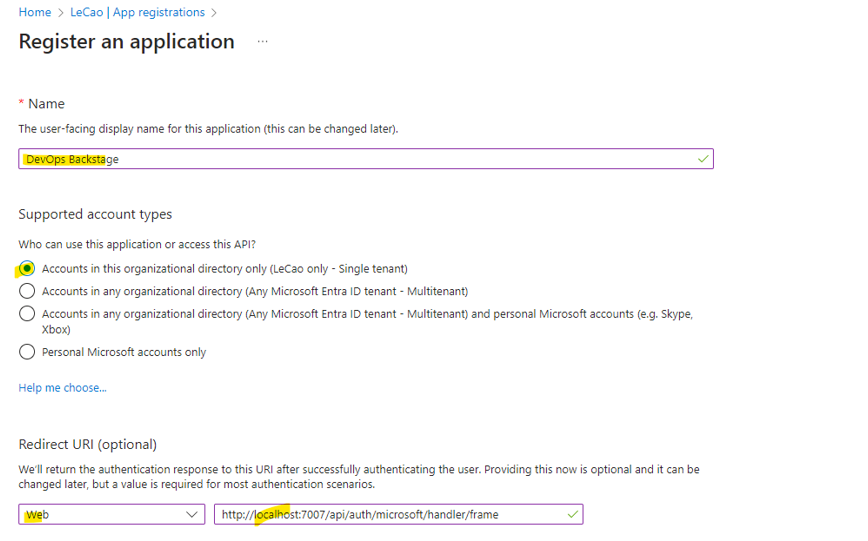 Home > LeCao | App registrations >
Register an application ...
* Name
The user-facing display name for this application (this can be changed later).
DevOps Backstage
Supported account types
Who can use this application or access this API?
Accounts in this organizational directory only (LeCao only - Single tenant)
Accounts in any organizational directory (Any Microsoft Entra ID tenant - Multitenant)
Accounts in any organizational directory (Any Microsoft Entra ID tenant - Multitenant) and personal Microsoft accounts (e.g. Skype,
Xbox)
Personal Microsoft accounts only
Help me choose...
Redirect URI (optional)
We'll return the authentication response to this URI after successfully authenticating the user. Providing this now is optional and it can be
changed later, but a value is required for most authentication scenarios.
Web http://localhost:7007/api/auth/microsoft/handler/frame